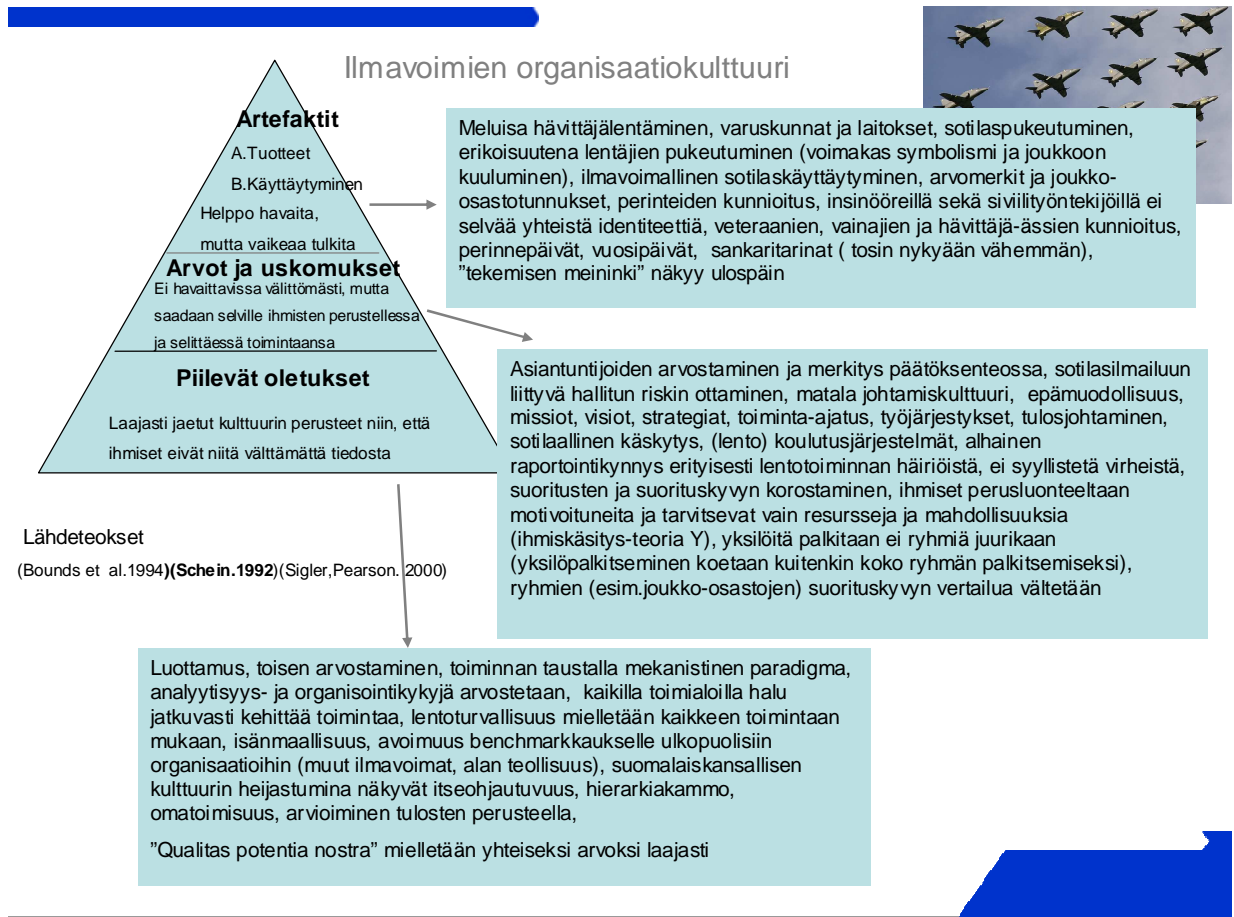 Ilmavoimien organisaatiokulttuuri
Artefaktit
A.Tuotteet
B.Käyttäytyminen
Helppo havaita,
mutta vaikeaa tulkita
Arvot ja uskomukset
Ei havaittavissa välittömästi, mutta
saadaan selville ihmisten perustellessa
ja selittäessä toimintaansa
Piilevät oletukset
Laajasti jaetut kulttuurin perusteet niin, että
ihmiset eivät niitä välttämättä tiedosta
Meluisa hävittäjälentäminen, varuskunnat ja laitokset, sotilaspukeutuminen,
erikoisuutena lentäjien pukeutuminen (voimakas symbolismi ja joukkoon
kuuluminen), ilmavoimallinen sotilaskäyttäytyminen, arvomerkit ja joukko-
osastotunnukset, perinteiden kunnioitus, insinööreillä sekä siviilityöntekijöillä ei
selvää yhteistä identiteettiä, veteraanien, vainajien ja hävittäjä-ässien kunnioitus,
perinnepäivät, vuosipäivät, sankaritarinat ( tosin nykyään vähemmän),
”tekemisen meininki” näkyy ulospäin
Asiantuntijoiden arvostaminen ja merkitys päätöksenteossa, sotilasilmailuun
liittyvä hallitun riskin ottaminen, matala johtamiskulttuuri, epämuodollisuus,
missiot, visiot, strategiat, toiminta-ajatus, työjärjestykset, tulosjohtaminen,
sotilaallinen käskytys, (lento) koulutusjärjestelmät, alhainen
raportointikynnys erityisesti lentotoiminnan häiriöistä, ei syyllistetä virheistä,
suoritusten ja suorituskyvyn korostaminen, ihmiset perusluonteeltaan
motivoituneita ja tarvitsevat vain resursseja ja mahdollisuuksia
(ihmiskäsitys-teoria Y), yksilöitä palkitaan ei ryhmiä juurikaan
(yksilöpalkitseminen koetaan kuitenkin koko ryhmän palkitsemiseksi),
ryhmien (esim.joukko-osastojen) suorituskyvyn vertailua vältetään
Lähdeteokset
(Bounds et al.1994)(Schein.1992)(Sigler,Pearson. 2000)
Luottamus, toisen arvostaminen, toiminnan taustalla mekanistinen paradigma,
analyytisyys- ja organisointikykyjä arvostetaan, kaikilla toimialoilla halu
jatkuvasti kehittää toimintaa, lentoturvallisuus mielletään kaikkeen toimintaan
mukaan, isänmaallisuus, avoimuus benchmarkkaukselle ulkopuolisiin
organisaatioihin (muut ilmavoimat, alan teollisuus), suomalaiskansallisen
kulttuurin heijastumina näkyvät itseohjautuvuus, hierarkiakammo,
omatoimisuus, arvioiminen tulosten perusteella,
”Qualitas potentia nostra” mielletään yhteiseksi arvoksi laajasti